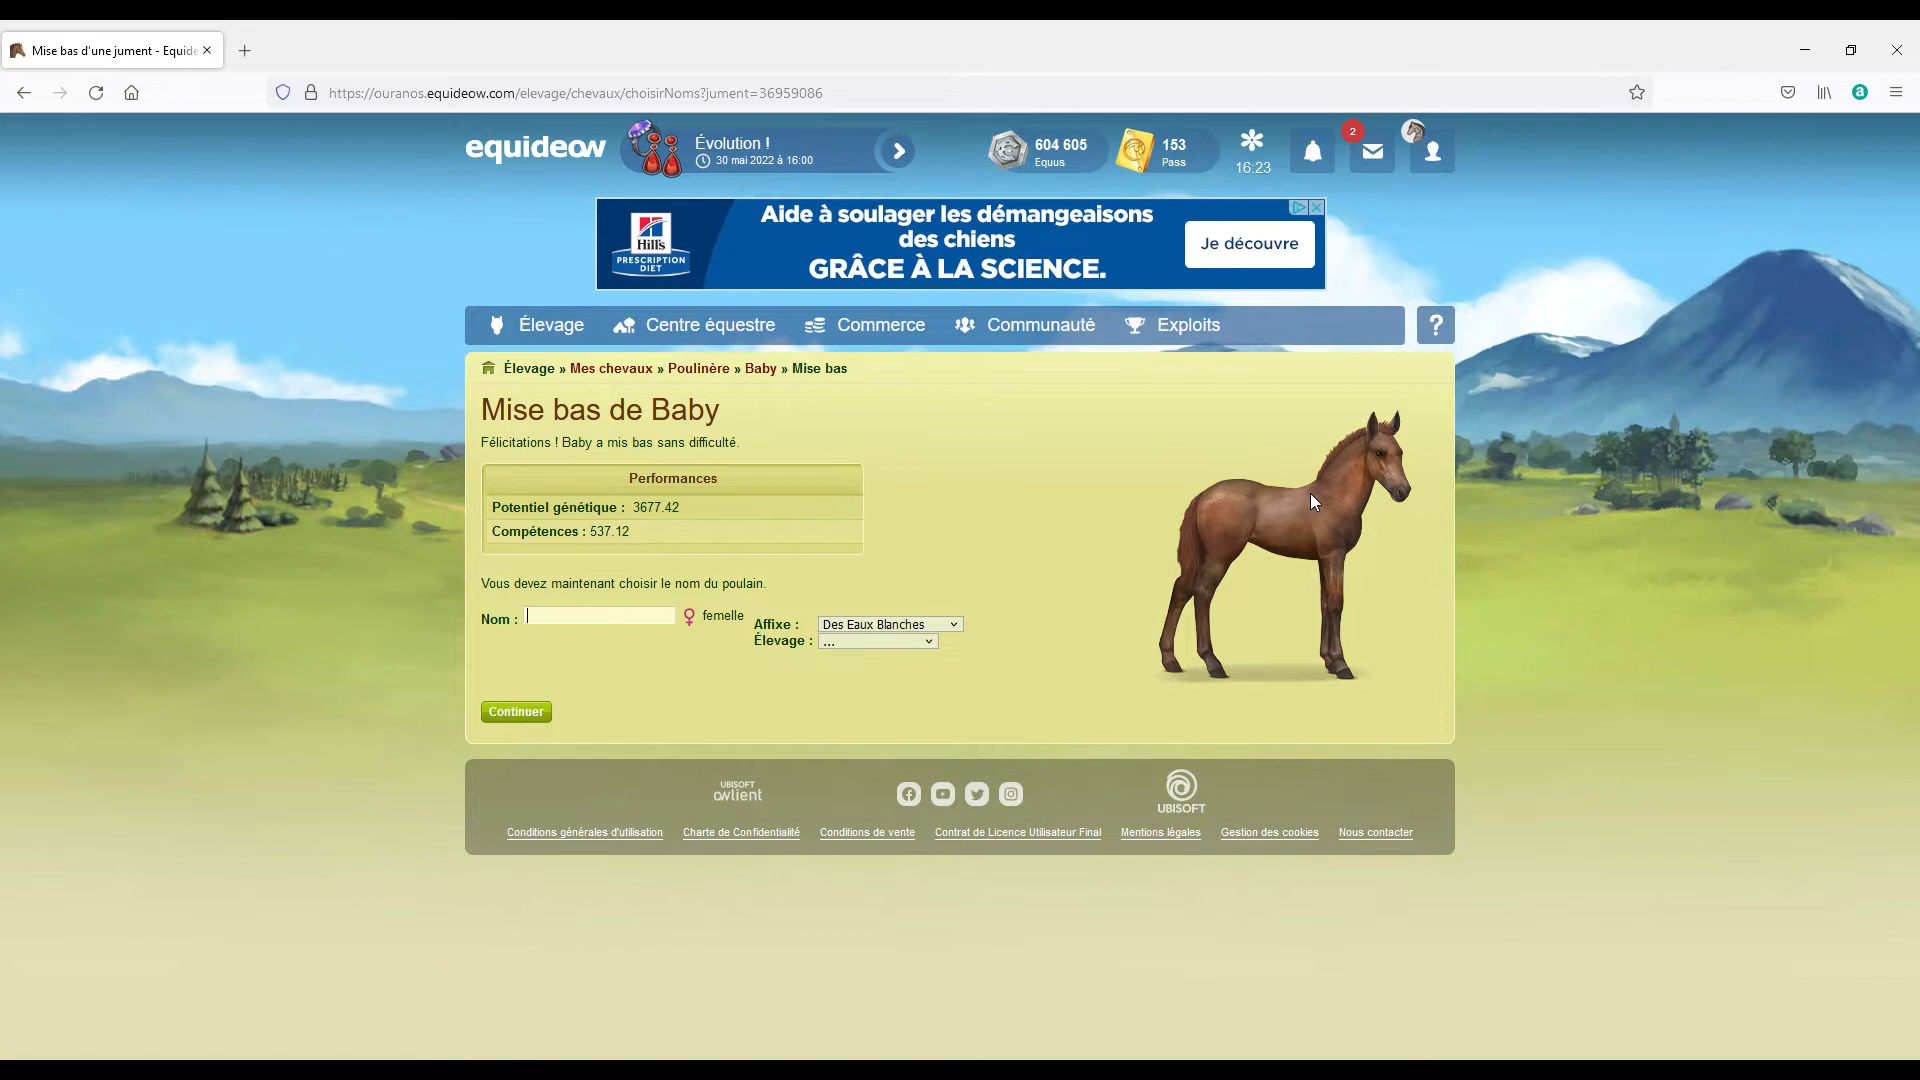 Mise bas d'une jument - Equide
https://ouranos.equideow.com/elevage/chevaux/choisirNoms?jument=36959086
equideow
Évolution !
30 mai 2022 à 16:00
604 605
Equus
153
Pass
16:23
2
Hill's
PRESCRIPTION
DIET
Aide à soulager les démangeaisons
des chiens
GRÂCE À LA SCIENCE.
Je découvre
Élevage
Centre équestre
Commerce
Communauté
Exploits
?
Élevage » Mes chevaux » Poulinère » Baby » Mise bas
Mise bas de Baby
Félicitations ! Baby a mis bas sans difficulté.
Performances
Potentiel génétique : 3677.42
Compétences : 537.12
Vous devez maintenant choisir le nom du poulain.
Nom :
femelle
Affixe : Des Eaux Blanches
Élevage : ...
Continuer
UBISOFT
owlient
UBISOFT
Conditions générales d'utilisation
Charte de Confidentialité
Conditions de vente
Contrat de Licence Utilisateur Final
Mentions légales
Gestion des cookies
Nous contacter